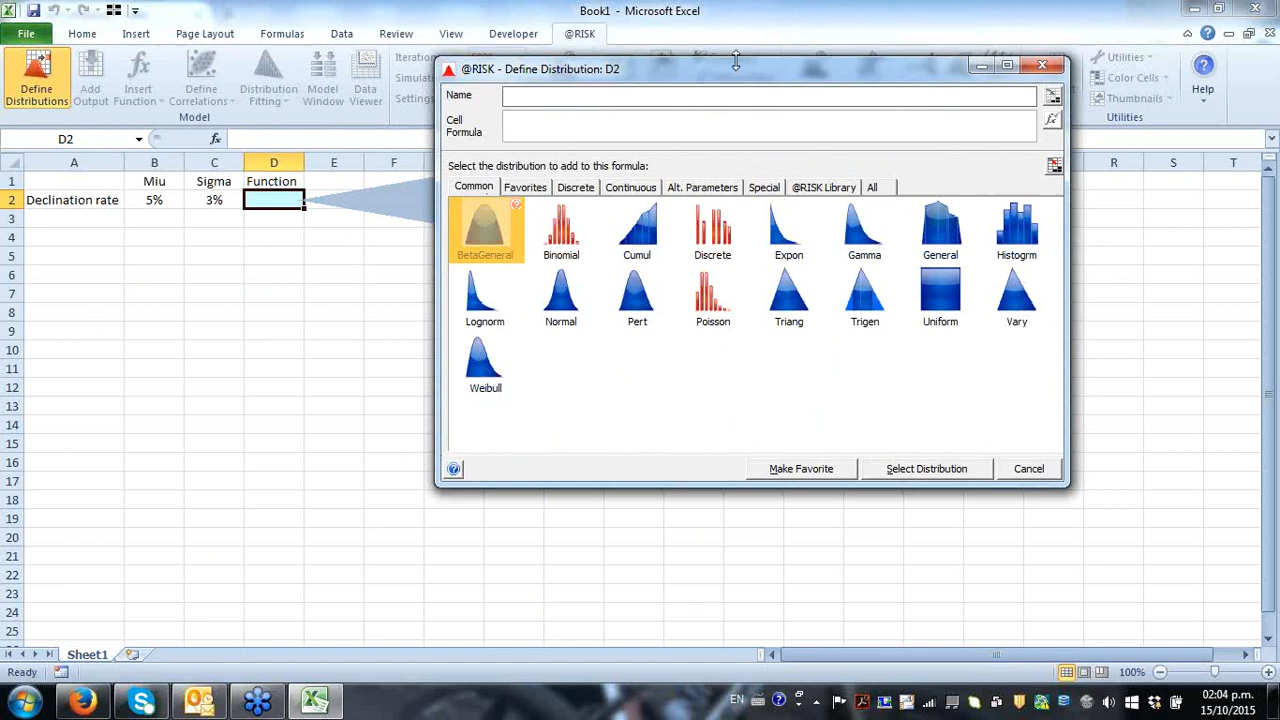 Book1 - Microsoft Excel
File Home Insert Page Layout Formulas Data Review View Developer @RISK
Define Distributions
Add Output
Insert Function
Define Correlations
Distribution Fitting
Model Window
Data Viewer
Model
Utilities
Color Cells
Thumbnails
Utilities
Help
@RISK - Define Distribution: D2
Name
Cell Formula
Select the distribution to add to this formula:
Common Favorites Discrete Continuous Alt. Parameters Special @RISK Library All
BetaGeneral Binomial Cumul Discrete Expon Gamma General Histogrm
Lognorm Normal Pert Poisson Triang Trigen Uniform Vary
Weibull
Make Favorite Select Distribution Cancel
D2 fx
A B C D E F R S T
1 Miu Sigma Function
2 Declination rate 5% 3%
3
4
5
6
7
8
9
10
11
12
13
14
15
16
17
18
19
20
21
22
23
24
25
Sheet1
Ready 100%
EN 02:04 p.m.
15/10/2015